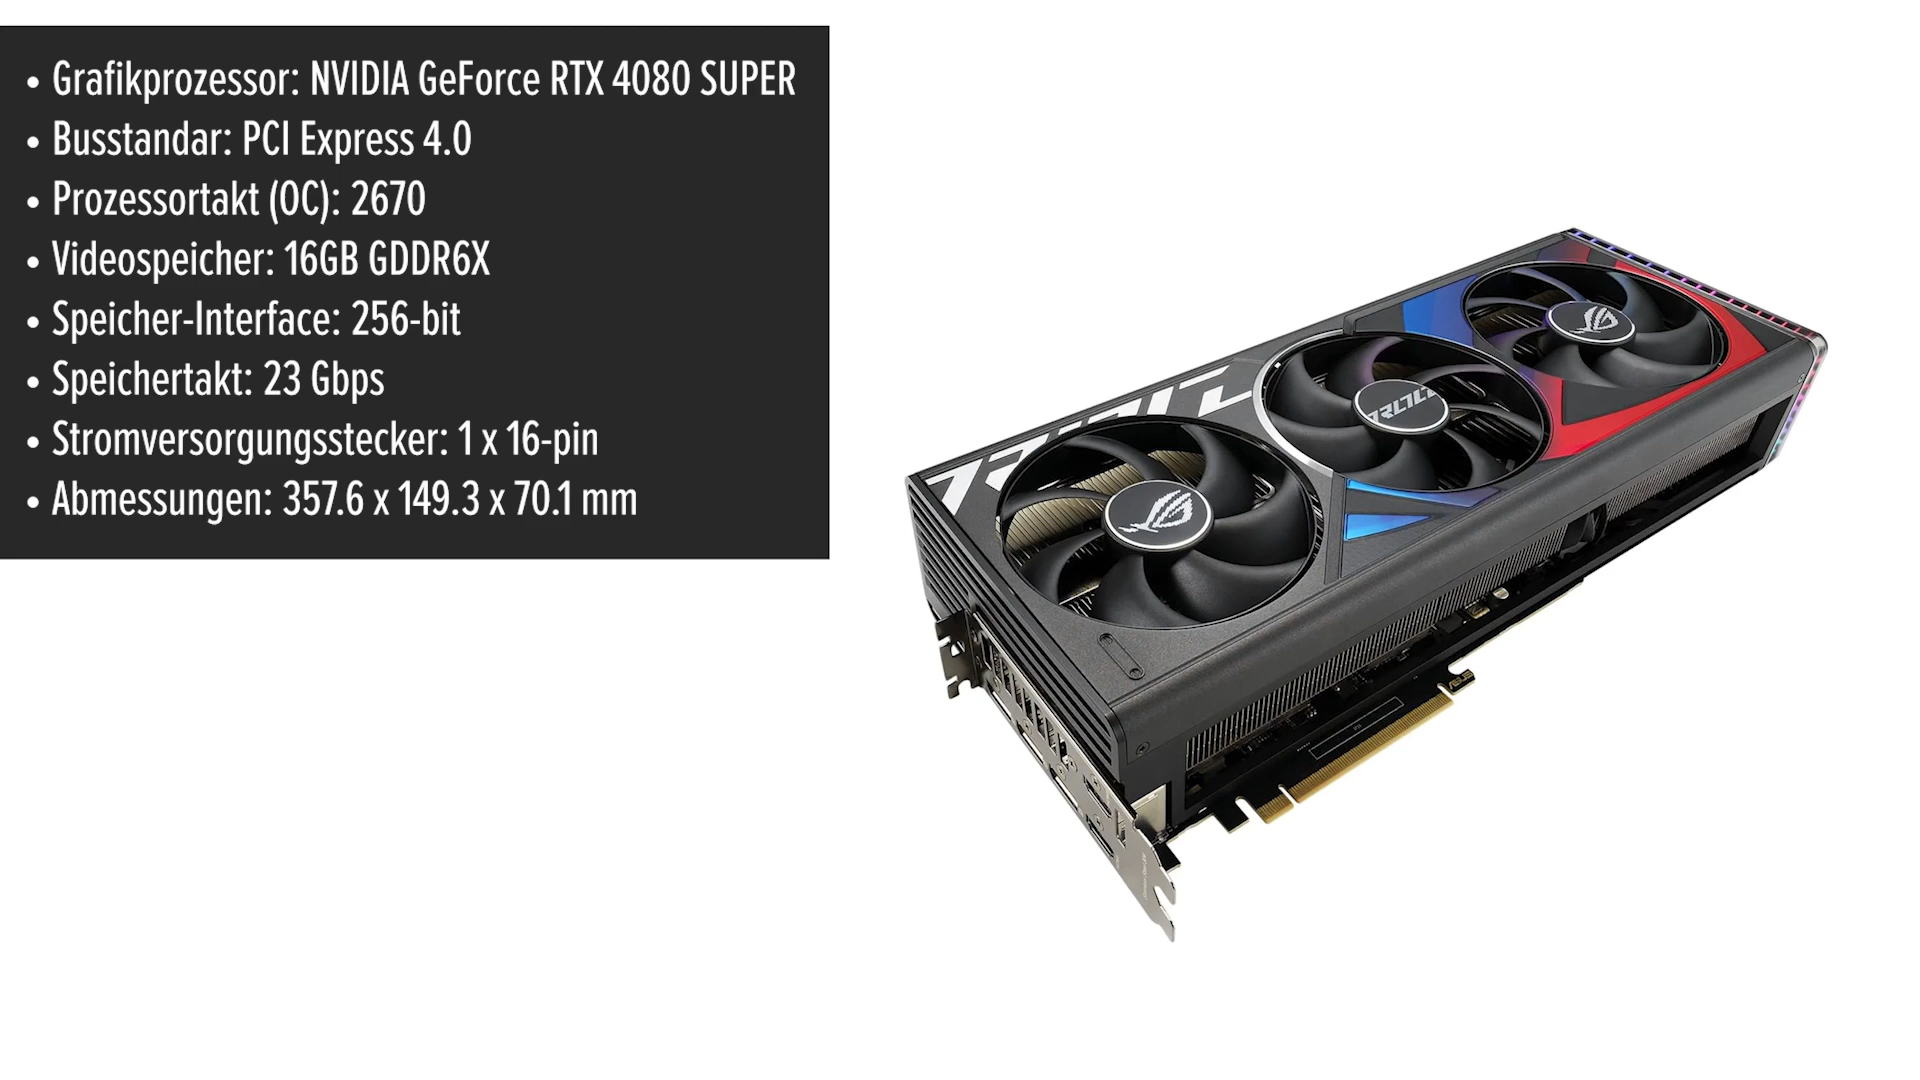 • Grafikprozessor: NVIDIA GeForce RTX 4080 SUPER
• Busstandar: PCI Express 4.0
• Prozessortakt (OC): 2670
• Videospeicher: 16GB GDDR6X
• Speicher-Interface: 256-bit
• Speichertakt: 23 Gbps
• Stromversorgungsstecker: 1 x 16-pin
• Abmessungen: 357.6 x 149.3 x 70.1 mm
ASUS